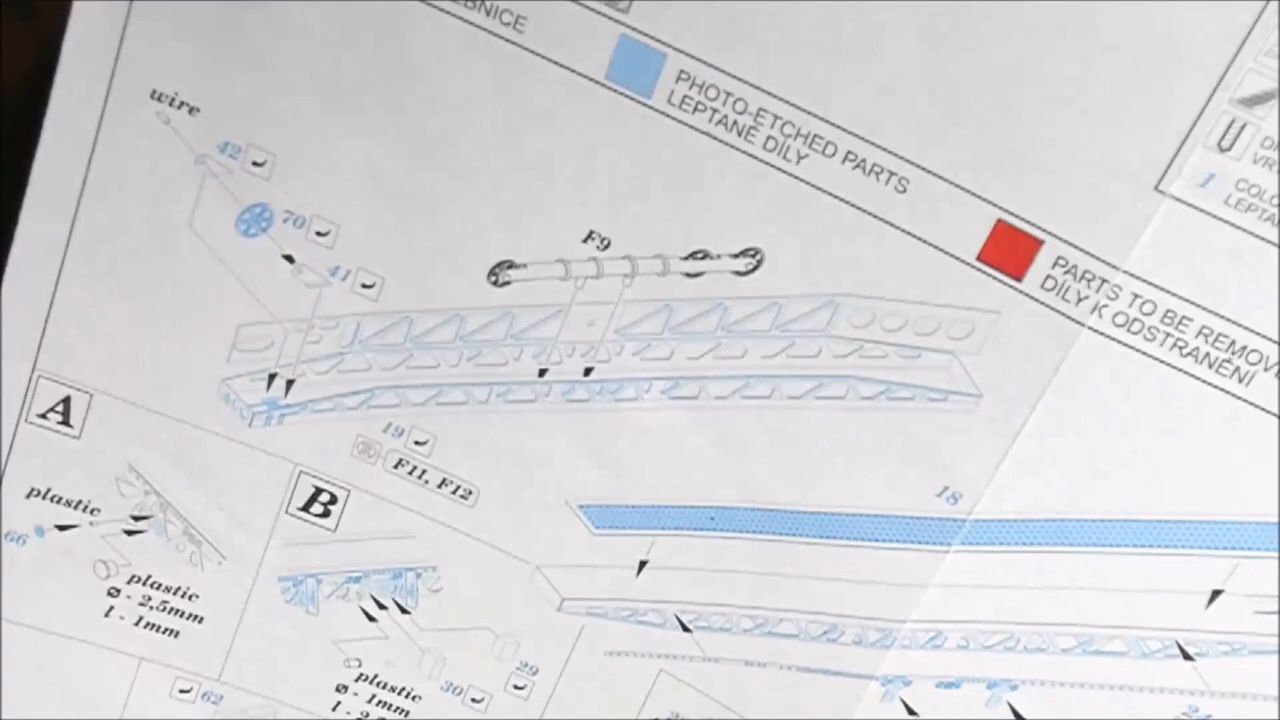 PHOTO-ETCHED PARTS
LEPTANÉ DÍLY
PARTS TO BE
DÍLY K ODSTRANĚNÍ
wire
42
70
41
F9
19
F11, F12
18
A
plastic
66
plastic
ø - 2,5mm
l - 1mm
B
29
30
plastic
ø - 1mm
62
1